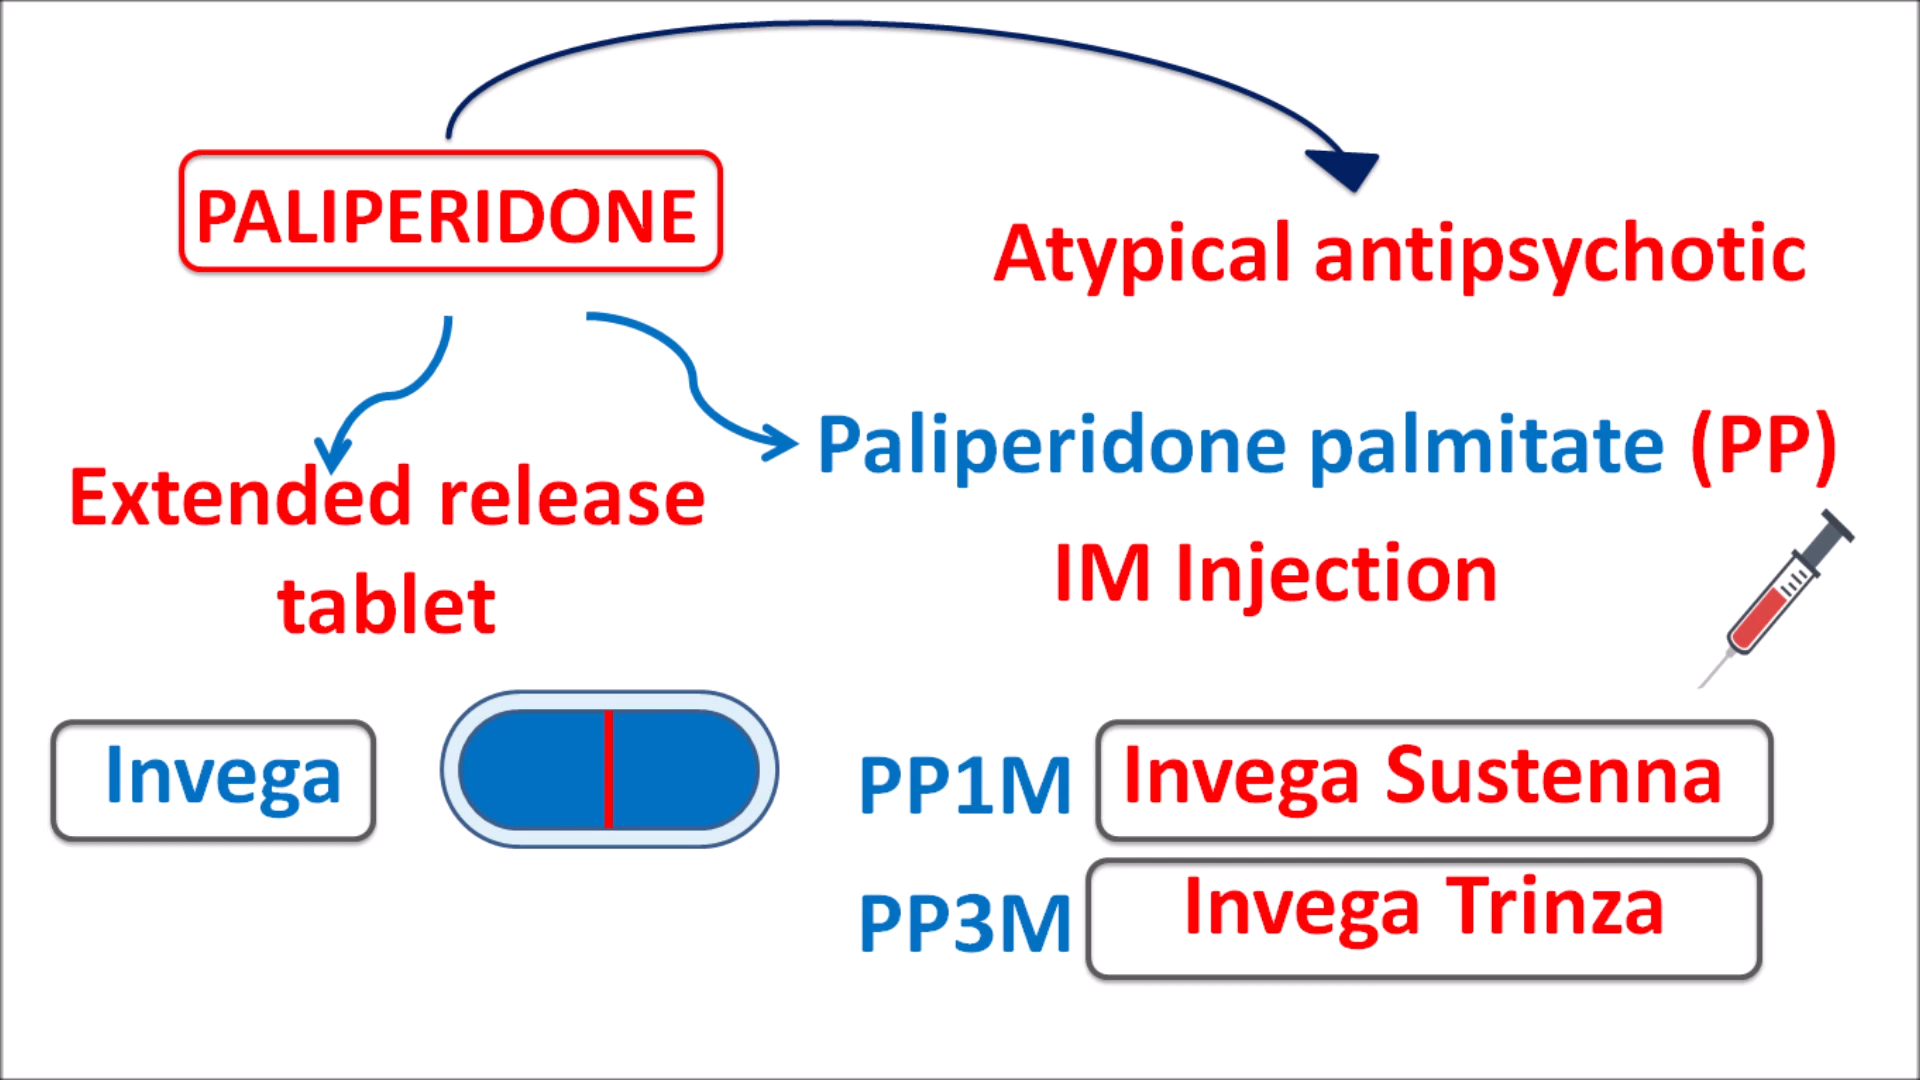 PALIPERIDONE
Atypical antipsychotic
Extended release
tablet
Invega
Paliperidone palmitate (PP)
IM Injection
PP1M Invega Sustenna
PP3M Invega Trinza